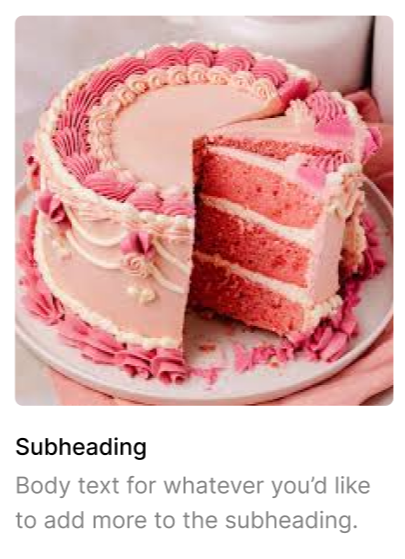 Subheading
Body text for whatever you’d like
to add more to the subheading.